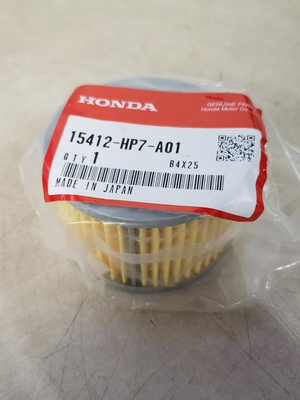 HONDA
GENUINE PARTS
Honda Motor Co.
15412-HP7-A01
QTY 1
B4X25
MADE IN JAPAN